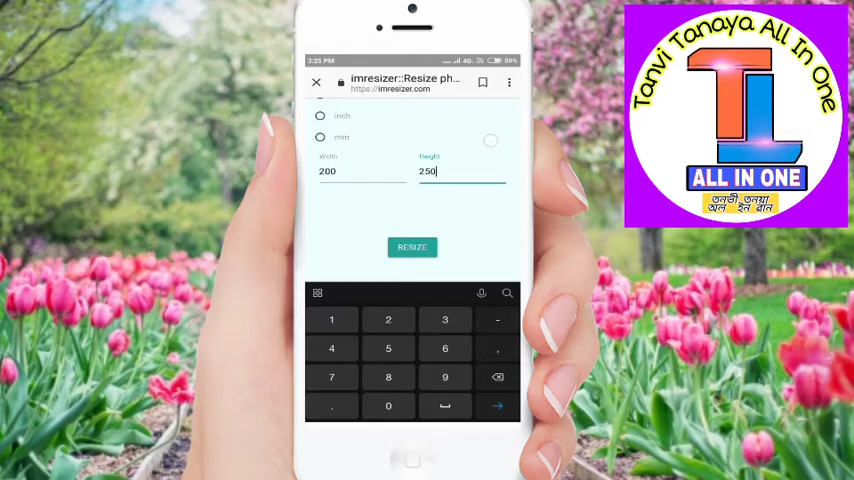 3:25 PM
4G
50%
imresizer::Resize ph...
https://imresizer.com
inch
mm
Width
Height
200
250
RESIZE
1 2 3 -
4 5 6 ,
7 8 9
. 0
Tanvi Tanaya All In One
ALL IN ONE
তনভী তনয়া
অল ইন ৱান